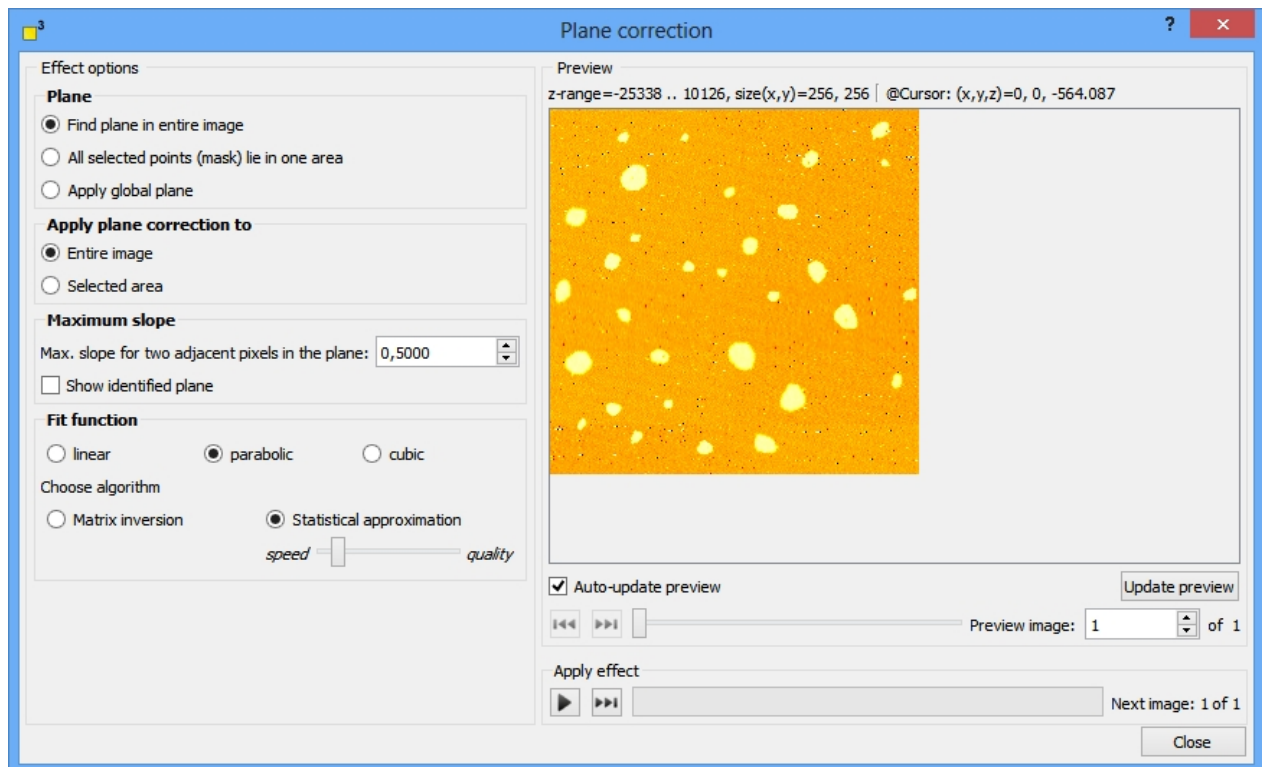 3
Plane correction
?
Effect options
Plane
Find plane in entire image
All selected points (mask) lie in one area
Apply global plane
Apply plane correction to
Entire image
Selected area
Maximum slope
Max. slope for two adjacent pixels in the plane: 0,5000
Show identified plane
Fit function
linear parabolic cubic
Choose algorithm
Matrix inversion Statistical approximation
speed quality
Preview
z-range=-25338 .. 10126, size(x,y)=256, 256 @Cursor: (x,y,z)=0, 0, -564.087
Auto-update preview Update preview
Preview image: 1 of 1
Apply effect
Next image: 1 of 1
Close